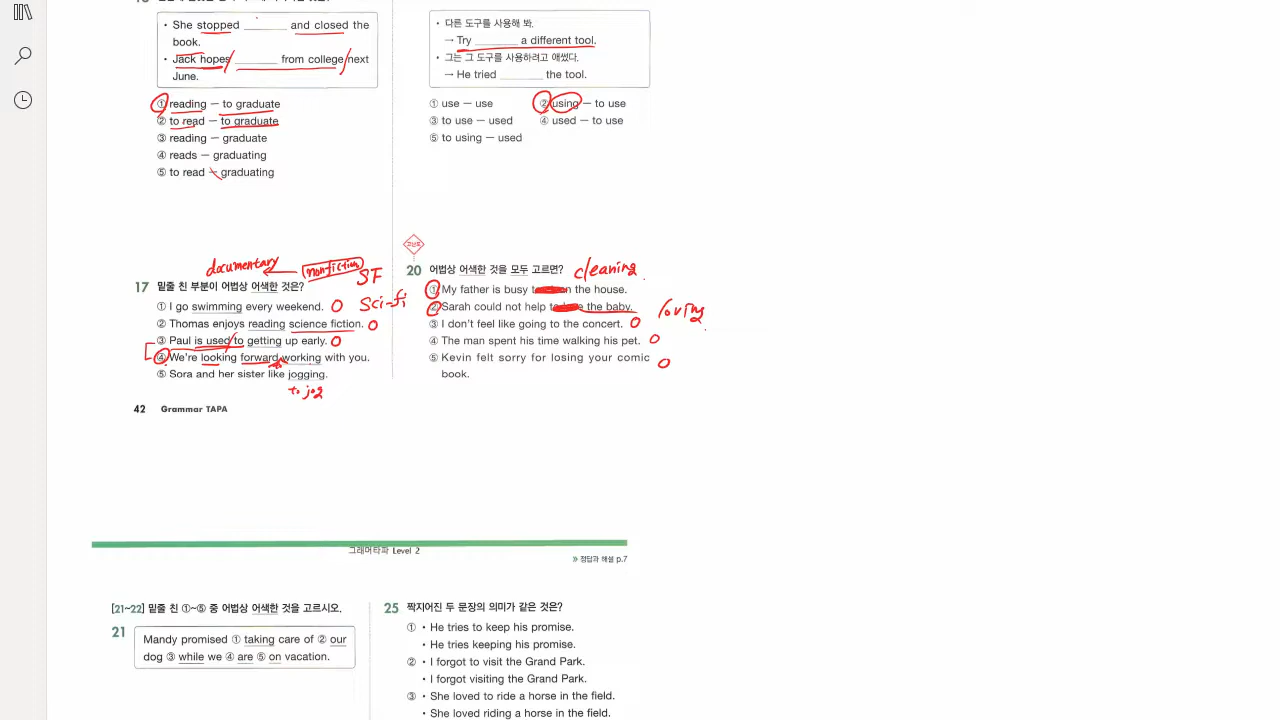 • She stopped ______ and closed the
book.
• Jack hopes ______ from college next
June.
① reading – to graduate
② to read – to graduate
③ reading – graduate
④ reads – graduating
⑤ to read – graduating
• 다른 도구를 사용해 봐.
→ Try ______ a different tool.
• 그는 그 도구를 사용하려고 애썼다.
→ He tried ______ the tool.
① use – use
② using – to use
③ to use – used
④ used – to use
⑤ to using – used
documentary
nonfiction
SF
Sci-fi
17 밑줄 친 부분이 어법상 어색한 것은?
① I go swimming every weekend.
② Thomas enjoys reading science fiction.
③ Paul is used to getting up early.
④ We're looking forward working with you.
⑤ Sora and her sister like jogging.
to jog
42 Grammar TAPA
고난도
20 어법상 어색한 것을 모두 고르면?
cleaning
① My father is busy the house.
② Sarah could not help the baby.
loving
③ I don't feel like going to the concert.
④ The man spent his time walking his pet.
⑤ Kevin felt sorry for losing your comic
book.
그래머타파 Level 2
» 정답과 해설 p.7
[21~22] 밑줄 친 ①~⑤ 중 어법상 어색한 것을 고르시오.
21
Mandy promised ① taking care of ② our
dog ③ while we ④ are ⑤ on vacation.
25 짝지어진 두 문장의 의미가 같은 것은?
① • He tries to keep his promise.
• He tries keeping his promise.
② • I forgot to visit the Grand Park.
• I forgot visiting the Grand Park.
③ • She loved to ride a horse in the field.
• She loved riding a horse in the field.